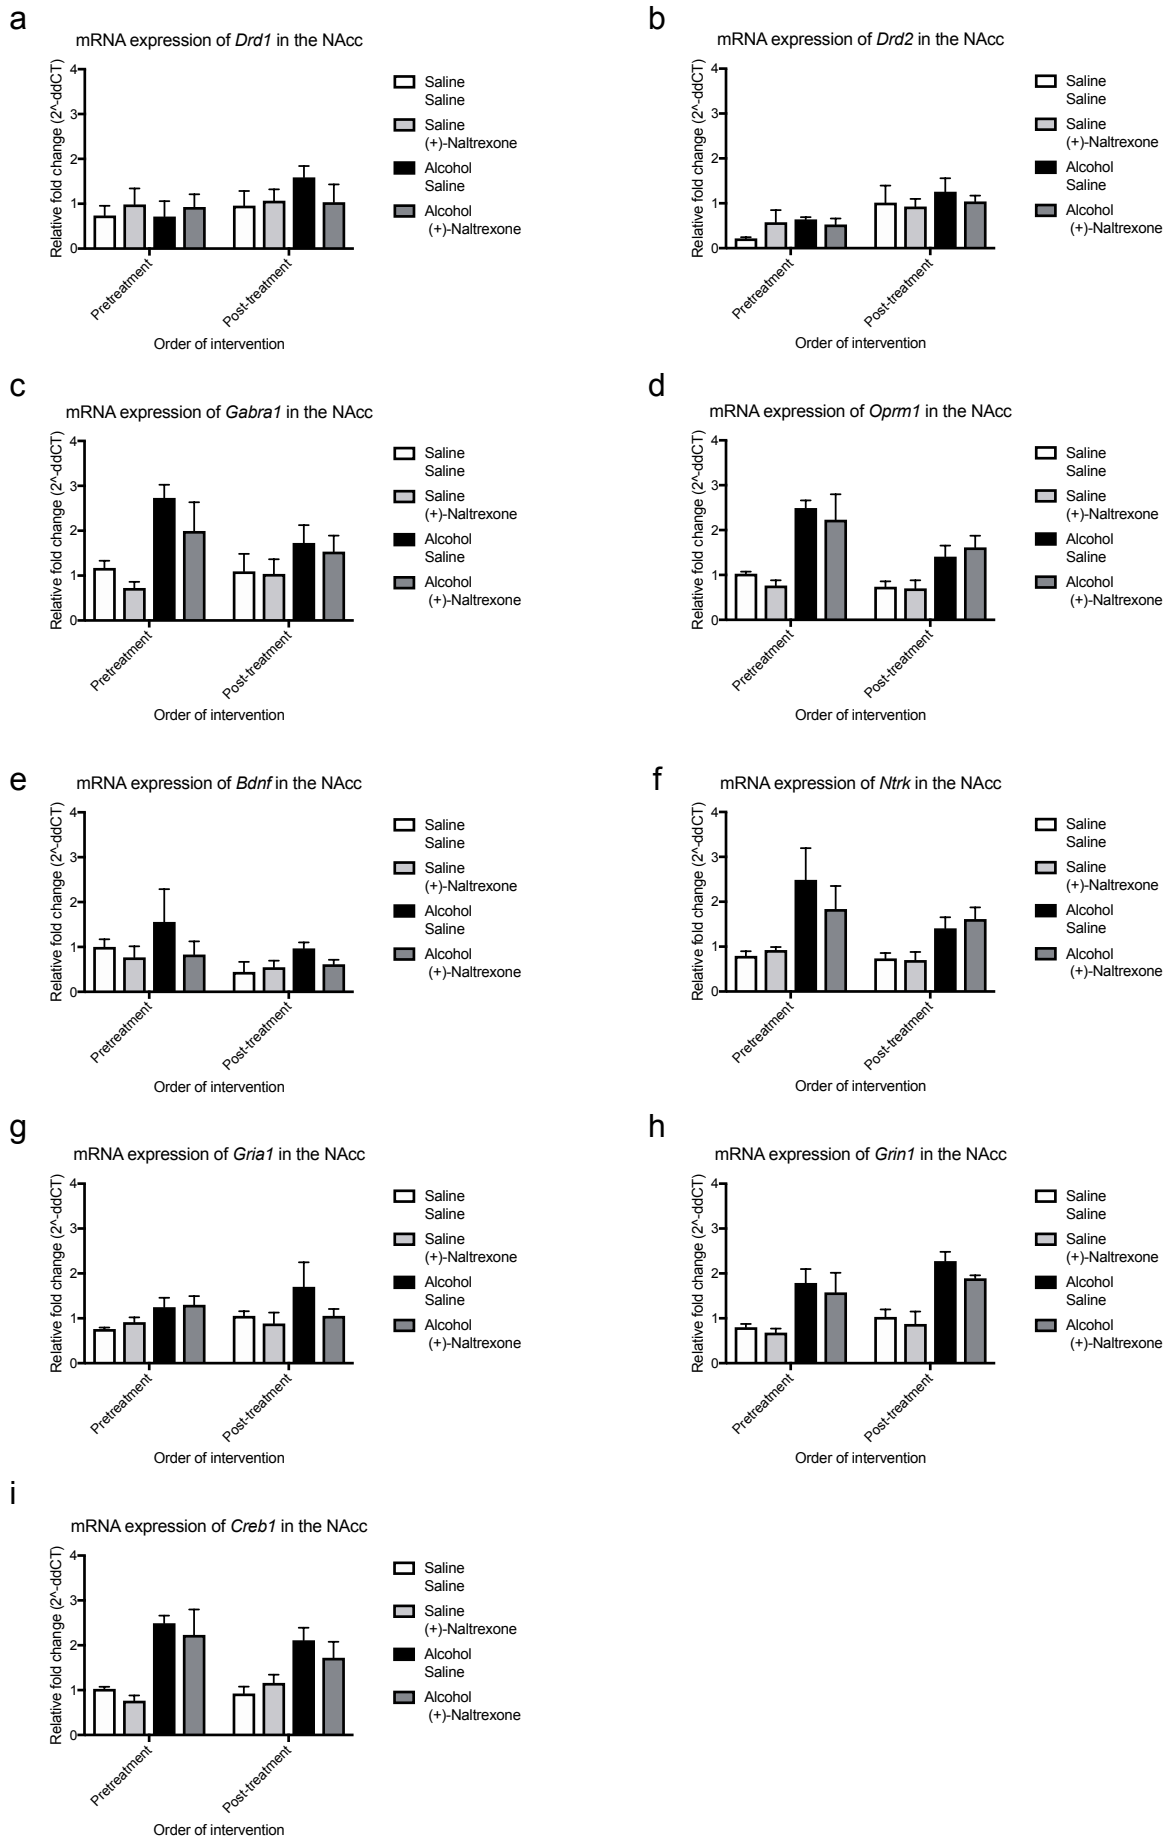 a
mRNA expression of Drd1 in the NAcc
Relative fold change (2^-ddCT)
4
3
2
1
0
Pretreatment
Post-treatment
Order of intervention
Saline
Saline
Saline
(+)-Naltrexone
Alcohol
Saline
Alcohol
(+)-Naltrexone
b
mRNA expression of Drd2 in the NAcc
Relative fold change (2^-ddCT)
4
3
2
1
0
Pretreatment
Post-treatment
Order of intervention
Saline
Saline
Saline
(+)-Naltrexone
Alcohol
Saline
Alcohol
(+)-Naltrexone
c
mRNA expression of Gabra1 in the NAcc
Relative fold change (2^-ddCT)
4
3
2
1
0
Pretreatment
Post-treatment
Order of intervention
Saline
Saline
Saline
(+)-Naltrexone
Alcohol
Saline
Alcohol
(+)-Naltrexone
d
mRNA expression of Oprm1 in the NAcc
Relative fold change (2^-ddCT)
4
3
2
1
0
Pretreatment
Post-treatment
Order of intervention
Saline
Saline
Saline
(+)-Naltrexone
Alcohol
Saline
Alcohol
(+)-Naltrexone
e
mRNA expression of Bdnf in the NAcc
Relative fold change (2^-ddCT)
4
3
2
1
0
Pretreatment
Post-treatment
Order of intervention
Saline
Saline
Saline
(+)-Naltrexone
Alcohol
Saline
Alcohol
(+)-Naltrexone
f
mRNA expression of Ntrk in the NAcc
Relative fold change (2^-ddCT)
4
3
2
1
0
Pretreatment
Post-treatment
Order of intervention
Saline
Saline
Saline
(+)-Naltrexone
Alcohol
Saline
Alcohol
(+)-Naltrexone
g
mRNA expression of Gria1 in the NAcc
Relative fold change (2^-ddCT)
4
3
2
1
0
Pretreatment
Post-treatment
Order of intervention
Saline
Saline
Saline
(+)-Naltrexone
Alcohol
Saline
Alcohol
(+)-Naltrexone
h
mRNA expression of Grin1 in the NAcc
Relative fold change (2^-ddCT)
4
3
2
1
0
Pretreatment
Post-treatment
Order of intervention
Saline
Saline
Saline
(+)-Naltrexone
Alcohol
Saline
Alcohol
(+)-Naltrexone
i
mRNA expression of Creb1 in the NAcc
Relative fold change (2^-ddCT)
4
3
2
1
0
Pretreatment
Post-treatment
Order of intervention
Saline
Saline
Saline
(+)-Naltrexone
Alcohol
Saline
Alcohol
(+)-Naltrexone